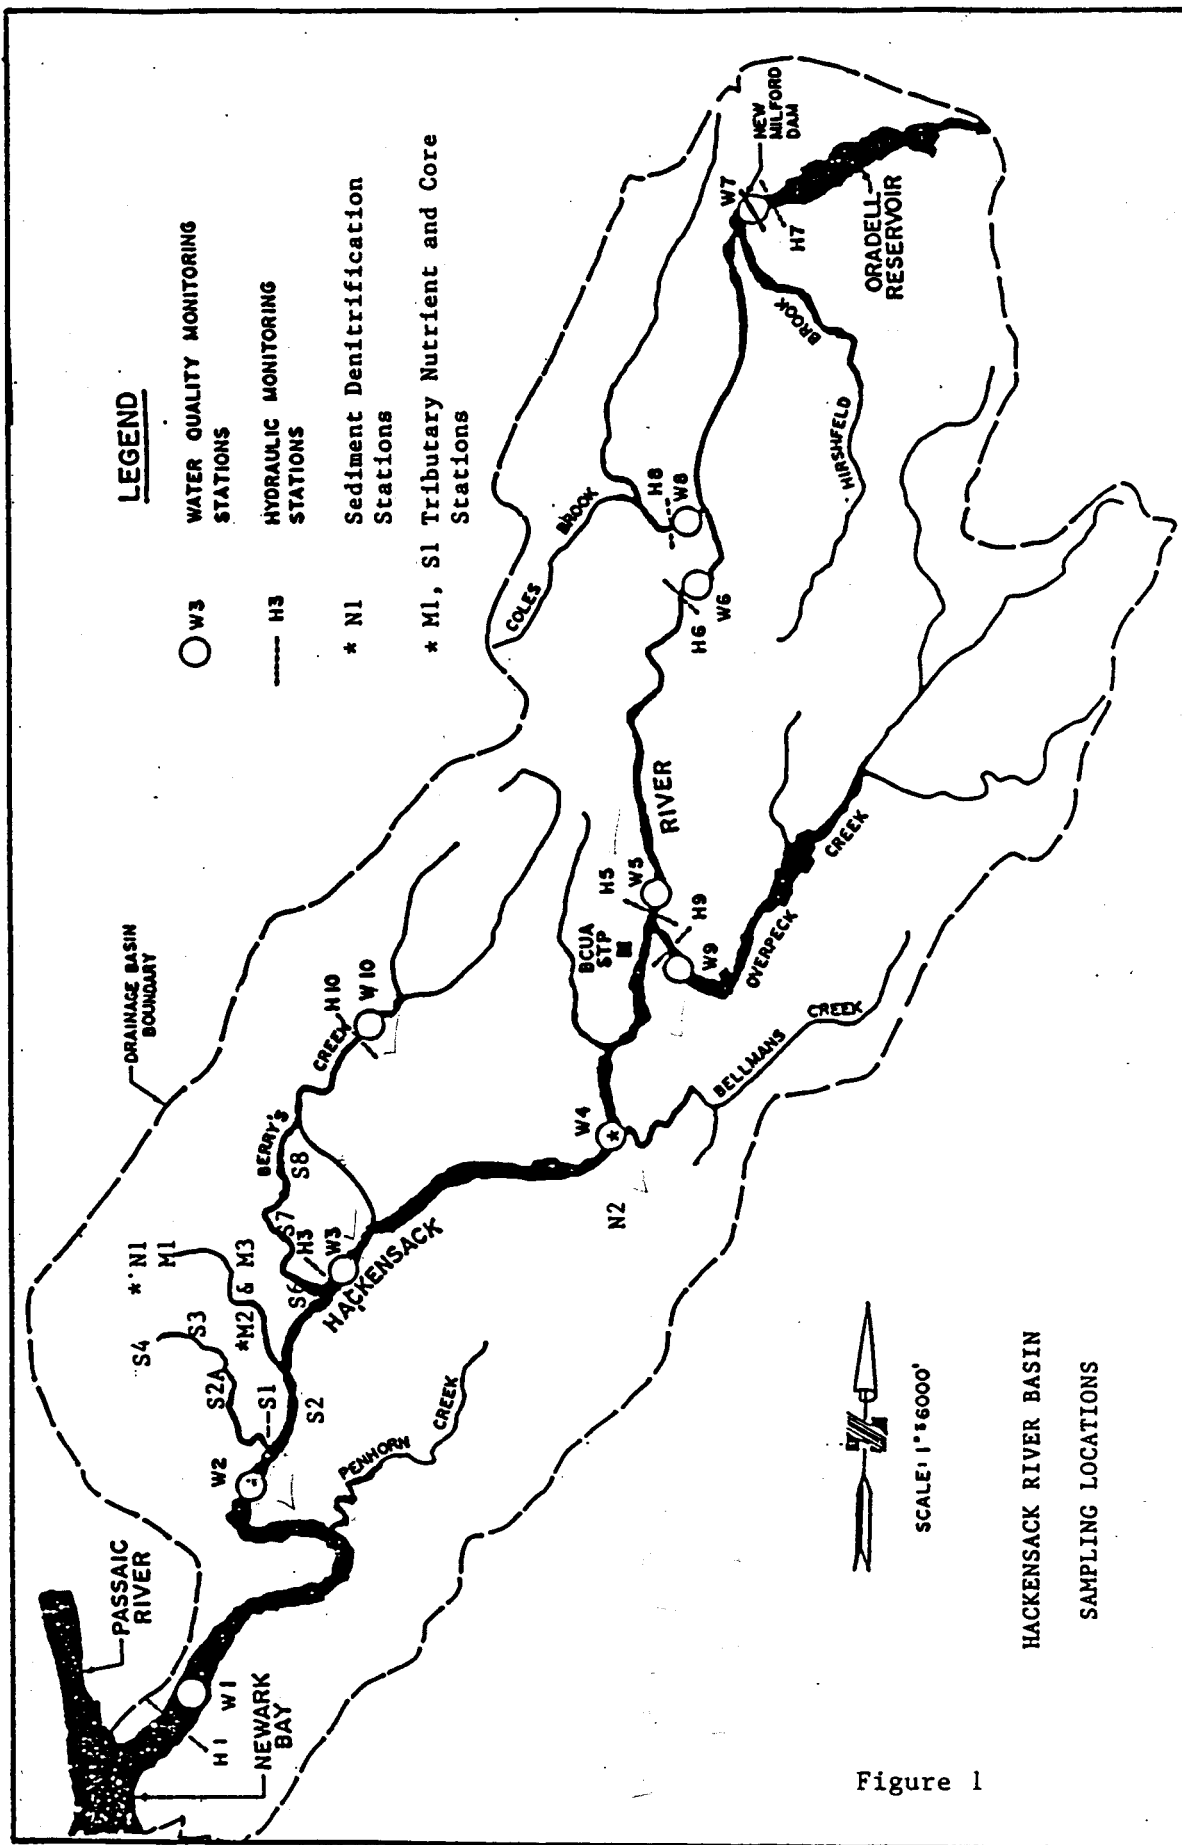 LEGEND
W3 WATER QUALITY MONITORING
STATIONS
H3 HYDRAULIC MONITORING
STATIONS
* N1 Sediment Denitrification
Stations
* M1, S1 Tributary Nutrient and Core
Stations
PASSAIC
RIVER
NEWARK
BAY
H1
W1
W2
PENHORN
CREEK
S4
S3
S2A
S1
S2
*N1
M1
*M2 & M3
S6
S7
S8
H3
W3
HACKENSACK
BERRY'S
CREEK
H10
W10
DRAINAGE BASIN
BOUNDARY
W4
*
N2
BELLMANS
CREEK
BCUA
STP
H5
W5
H9
W9
OVERPECK
CREEK
RIVER
H6
W6
H8
W8
COLES
BROOK
HIRSHFELD
BROOK
W7
H7
NEW
MILFORD
DAM
ORADELL
RESERVOIR
SCALE: 1"=6000'
HACKENSACK RIVER BASIN
SAMPLING LOCATIONS
Figure 1